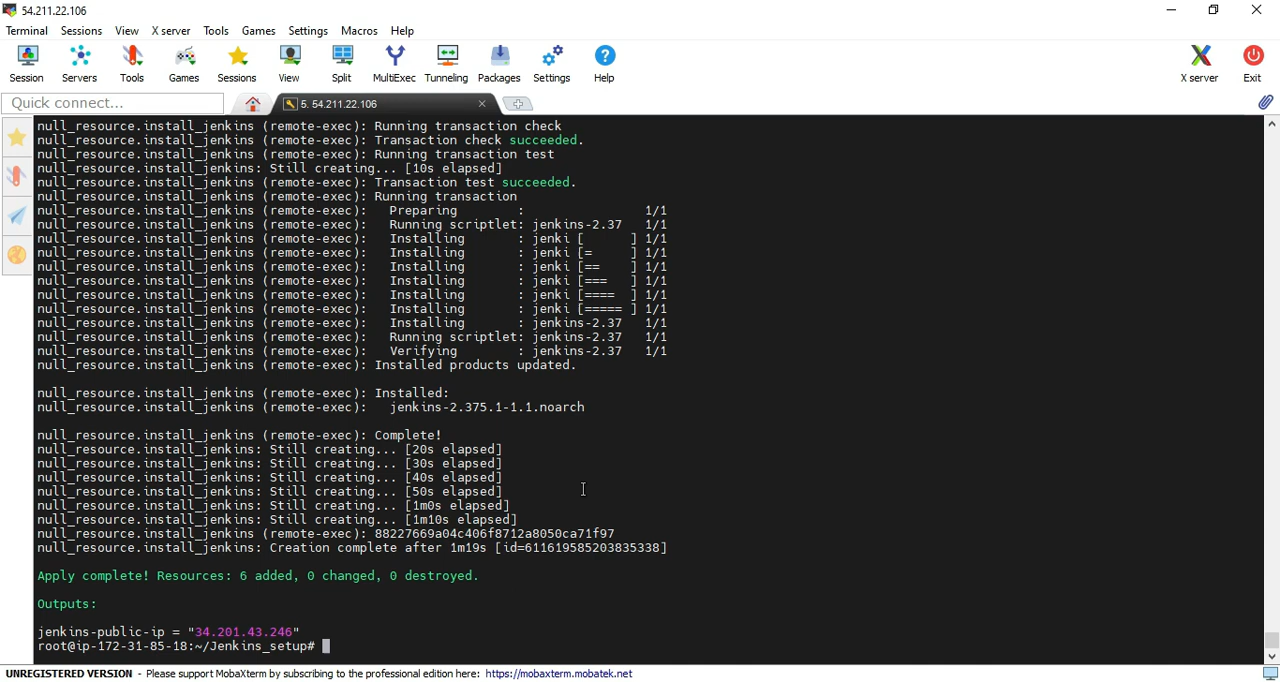 54.211.22.106
Terminal Sessions View X server Tools Games Settings Macros Help
Session Servers Tools Games Sessions View Split MultiExec Tunneling Packages Settings Help X server Exit
Quick connect... 5. 54.211.22.106
null_resource.install_jenkins (remote-exec): Running transaction check
null_resource.install_jenkins (remote-exec): Transaction check succeeded.
null_resource.install_jenkins (remote-exec): Running transaction test
null_resource.install_jenkins: Still creating... [10s elapsed]
null_resource.install_jenkins (remote-exec): Transaction test succeeded.
null_resource.install_jenkins (remote-exec): Running transaction
null_resource.install_jenkins (remote-exec):   Preparing        :                 1/1
null_resource.install_jenkins (remote-exec):   Running scriptlet: jenkins-2.37   1/1
null_resource.install_jenkins (remote-exec):   Installing       : jenki [      ] 1/1
null_resource.install_jenkins (remote-exec):   Installing       : jenki [=     ] 1/1
null_resource.install_jenkins (remote-exec):   Installing       : jenki [==    ] 1/1
null_resource.install_jenkins (remote-exec):   Installing       : jenki [===   ] 1/1
null_resource.install_jenkins (remote-exec):   Installing       : jenki [====  ] 1/1
null_resource.install_jenkins (remote-exec):   Installing       : jenki [===== ] 1/1
null_resource.install_jenkins (remote-exec):   Installing       : jenkins-2.37   1/1
null_resource.install_jenkins (remote-exec):   Running scriptlet: jenkins-2.37   1/1
null_resource.install_jenkins (remote-exec):   Verifying        : jenkins-2.37   1/1
null_resource.install_jenkins (remote-exec): Installed products updated.
null_resource.install_jenkins (remote-exec): Installed:
null_resource.install_jenkins (remote-exec):   jenkins-2.375.1-1.1.noarch
null_resource.install_jenkins (remote-exec): Complete!
null_resource.install_jenkins: Still creating... [20s elapsed]
null_resource.install_jenkins: Still creating... [30s elapsed]
null_resource.install_jenkins: Still creating... [40s elapsed]
null_resource.install_jenkins: Still creating... [50s elapsed]
null_resource.install_jenkins: Still creating... [1m0s elapsed]
null_resource.install_jenkins: Still creating... [1m10s elapsed]
null_resource.install_jenkins (remote-exec): 88227669a04c406f8712a8050ca71f97
null_resource.install_jenkins: Creation complete after 1m19s [id=611619585203835338]
Apply complete! Resources: 6 added, 0 changed, 0 destroyed.
Outputs:
jenkins-public-ip = "34.201.43.246"
root@ip-172-31-85-18:~/Jenkins_setup#
UNREGISTERED VERSION - Please support MobaXterm by subscribing to the professional edition here: https://mobaxterm.mobatek.net